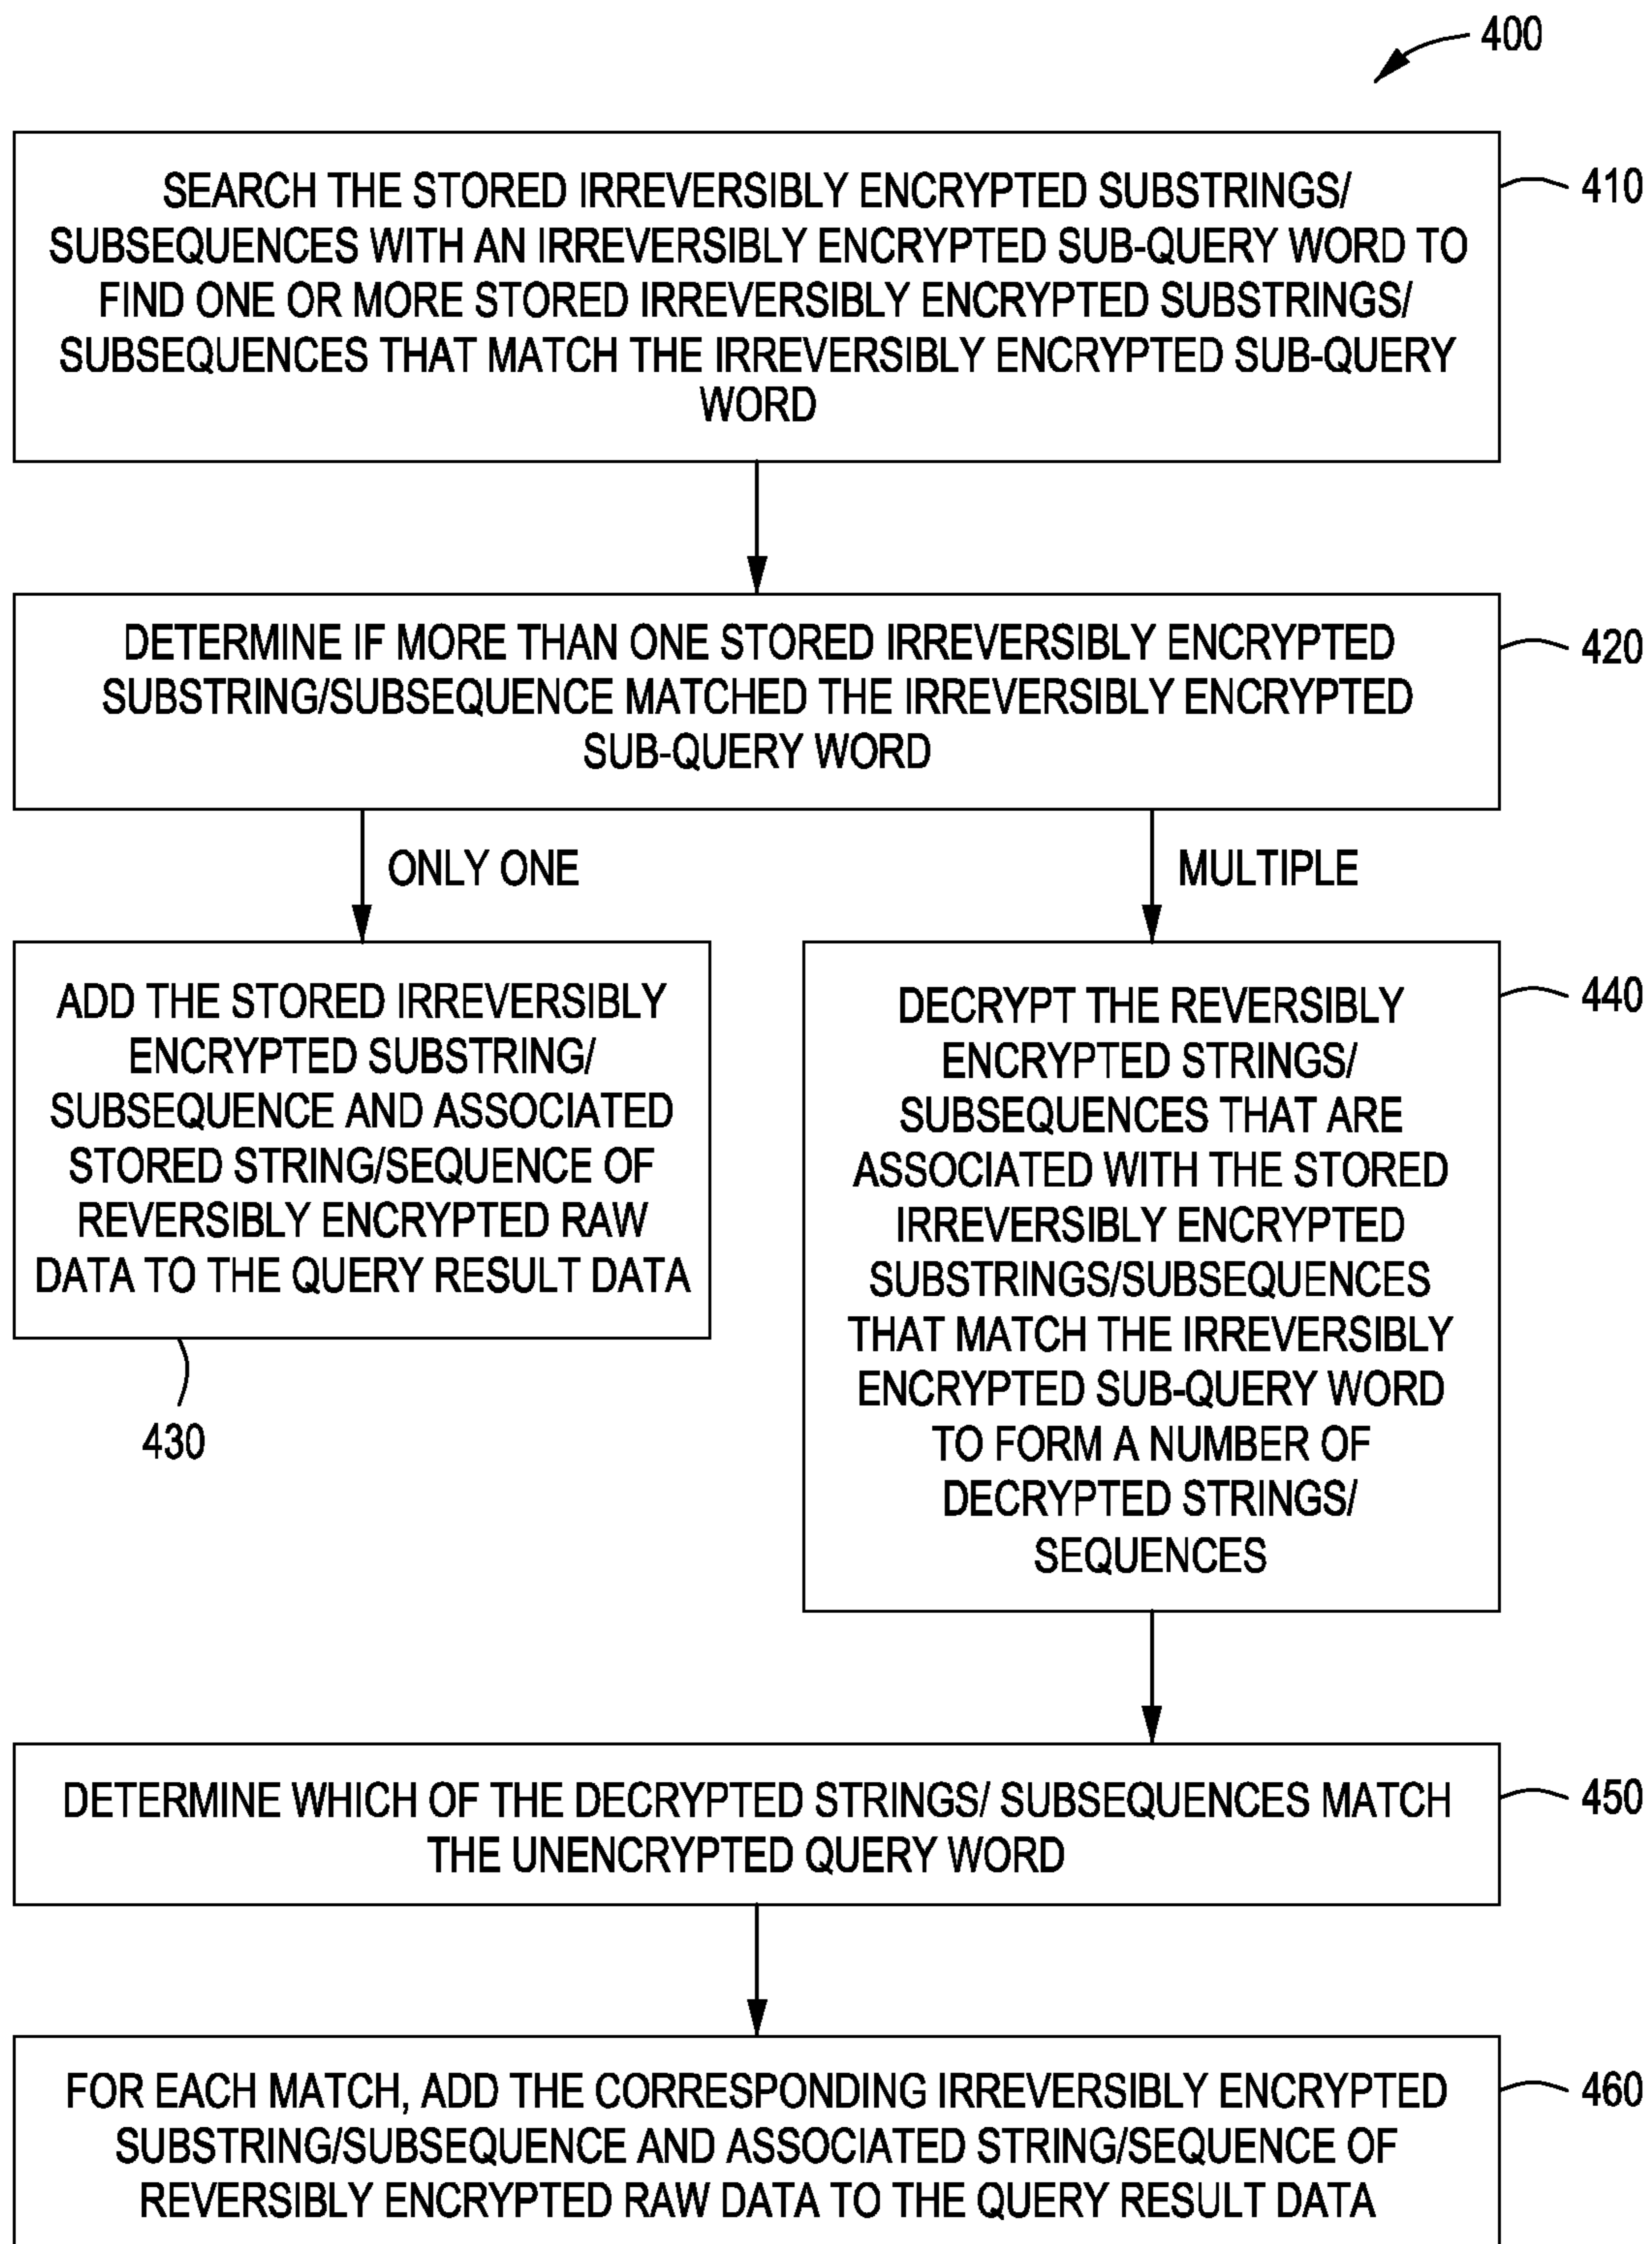 400
SEARCH THE STORED IRREVERSIBLY ENCRYPTED SUBSTRINGS/
SUBSEQUENCES WITH AN IRREVERSIBLY ENCRYPTED SUB-QUERY WORD TO
FIND ONE OR MORE STORED IRREVERSIBLY ENCRYPTED SUBSTRINGS/
SUBSEQUENCES THAT MATCH THE IRREVERSIBLY ENCRYPTED SUB-QUERY
WORD
410
DETERMINE IF MORE THAN ONE STORED IRREVERSIBLY ENCRYPTED
SUBSTRING/SUBSEQUENCE MATCHED THE IRREVERSIBLY ENCRYPTED
SUB-QUERY WORD
420
ONLY ONE
MULTIPLE
ADD THE STORED IRREVERSIBLY
ENCRYPTED SUBSTRING/
SUBSEQUENCE AND ASSOCIATED
STORED STRING/SEQUENCE OF
REVERSIBLY ENCRYPTED RAW
DATA TO THE QUERY RESULT DATA
430
DECRYPT THE REVERSIBLY
ENCRYPTED STRINGS/
SUBSEQUENCES THAT ARE
ASSOCIATED WITH THE STORED
IRREVERSIBLY ENCRYPTED
SUBSTRINGS/SUBSEQUENCES
THAT MATCH THE IRREVERSIBLY
ENCRYPTED SUB-QUERY WORD
TO FORM A NUMBER OF
DECRYPTED STRINGS/
SEQUENCES
440
DETERMINE WHICH OF THE DECRYPTED STRINGS/ SUBSEQUENCES MATCH
THE UNENCRYPTED QUERY WORD
450
FOR EACH MATCH, ADD THE CORRESPONDING IRREVERSIBLY ENCRYPTED
SUBSTRING/SUBSEQUENCE AND ASSOCIATED STRING/SEQUENCE OF
REVERSIBLY ENCRYPTED RAW DATA TO THE QUERY RESULT DATA
460